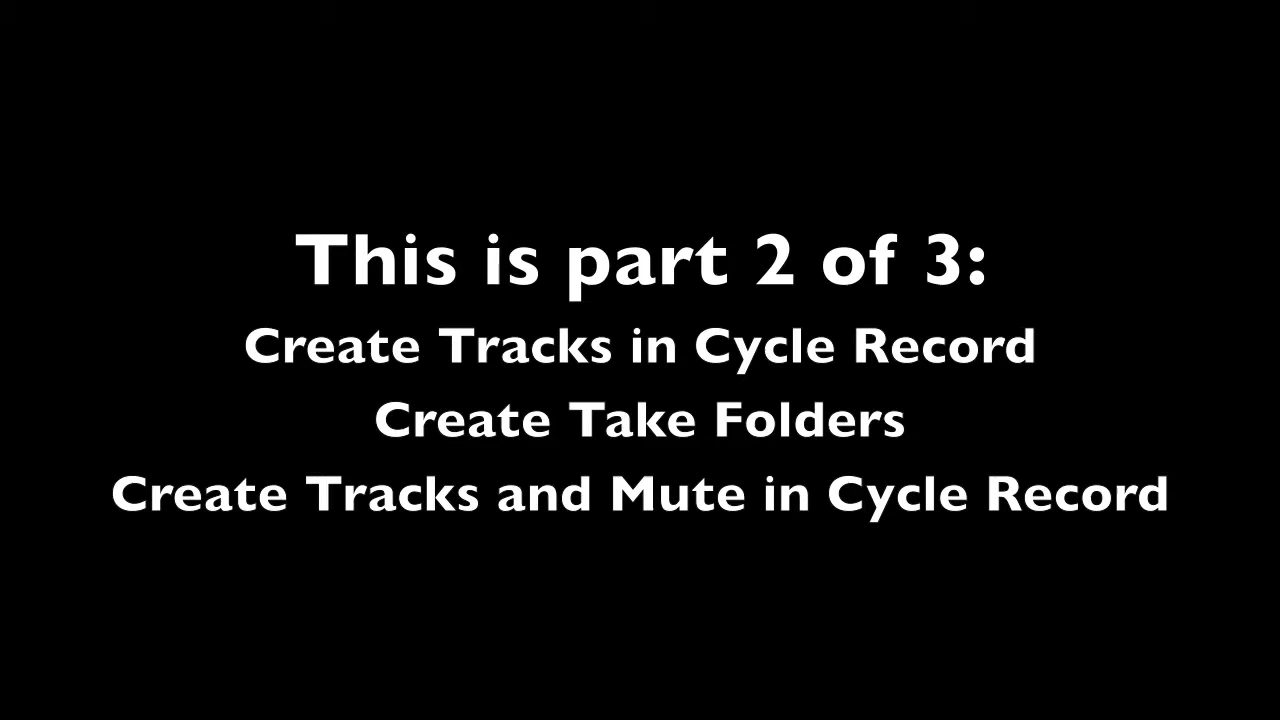 This is part 2 of 3:
Create Tracks in Cycle Record
Create Take Folders
Create Tracks and Mute in Cycle Record